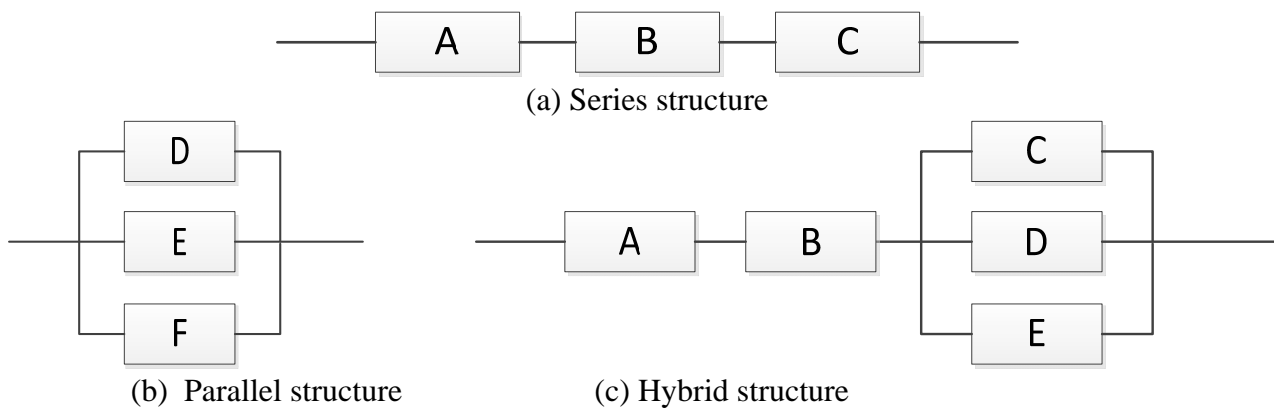 A B C
(a) Series structure
D
E
F
(b) Parallel structure
A B
C
D
E
(c) Hybrid structure